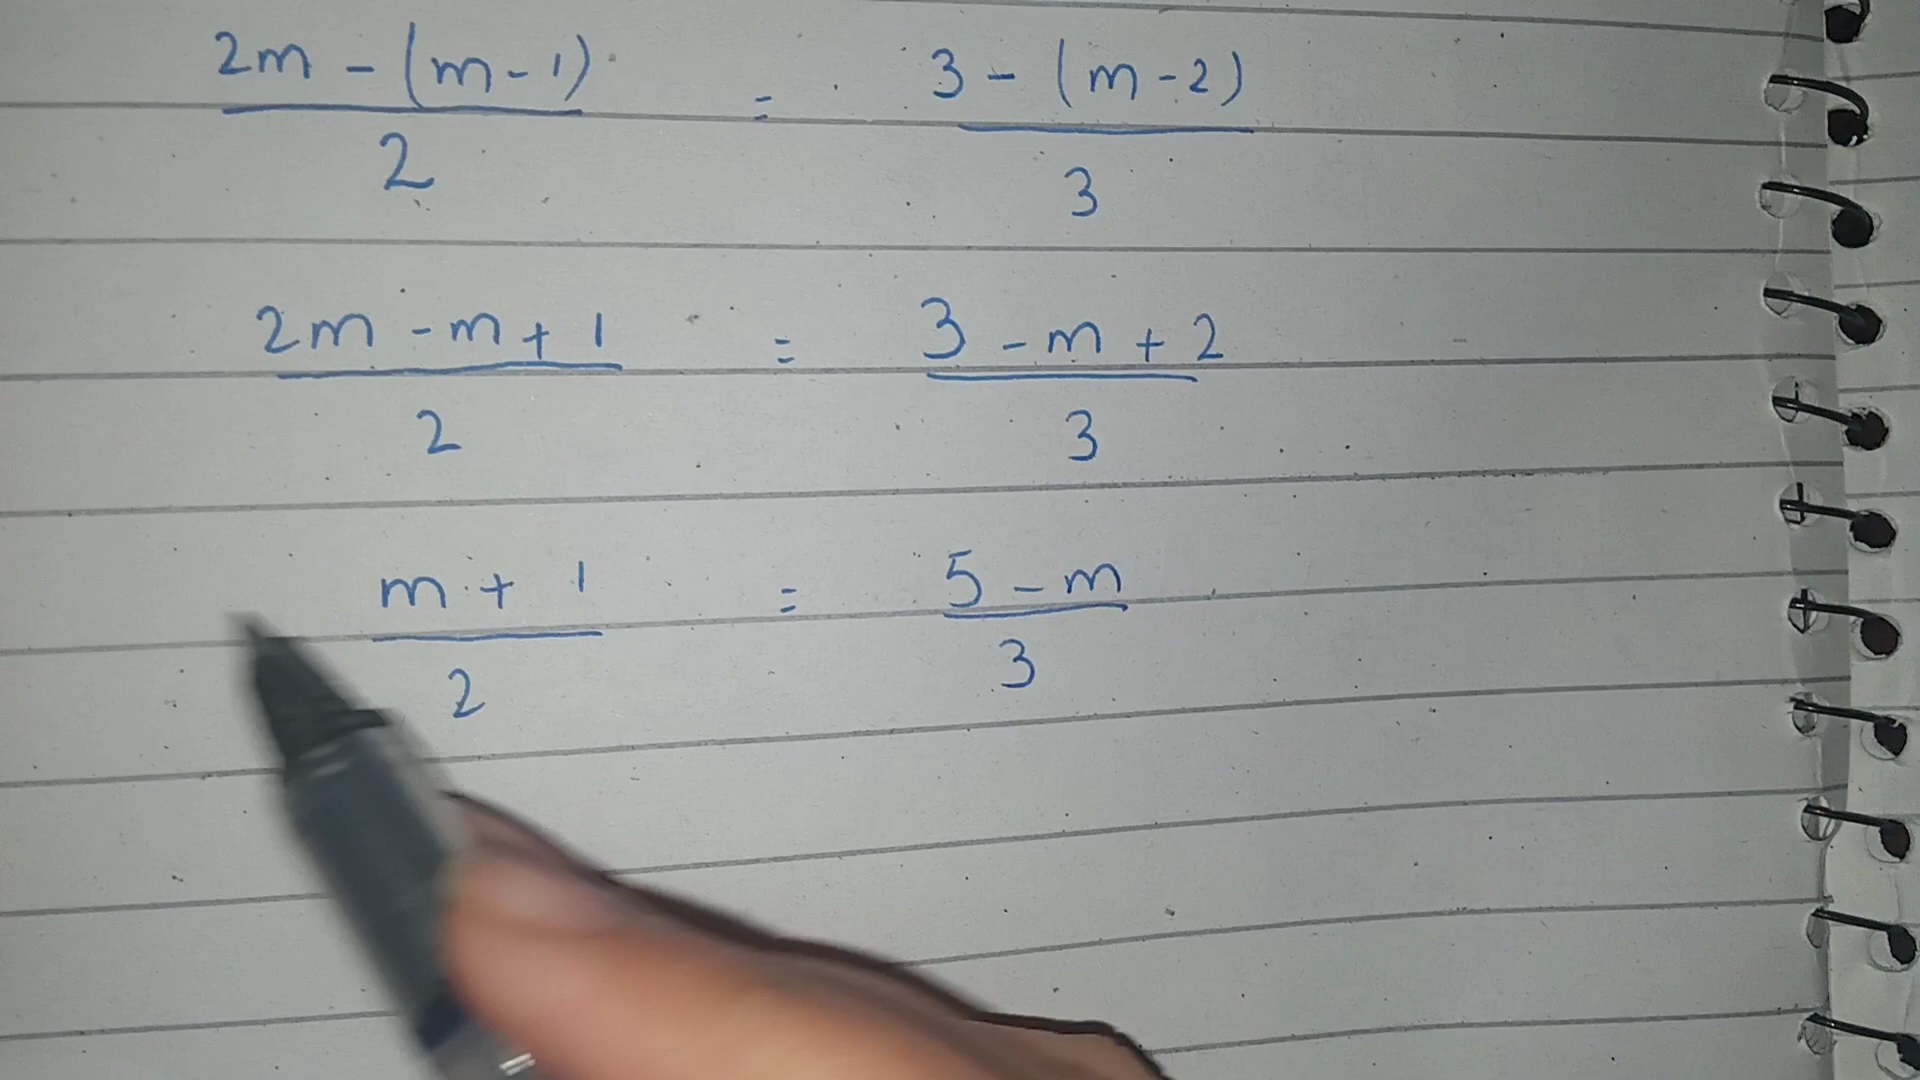 2m - (m-1) = 3 - (m-2)
2 3
2m - m + 1 = 3 - m + 2
2 3
m + 1 = 5 - m
2 3